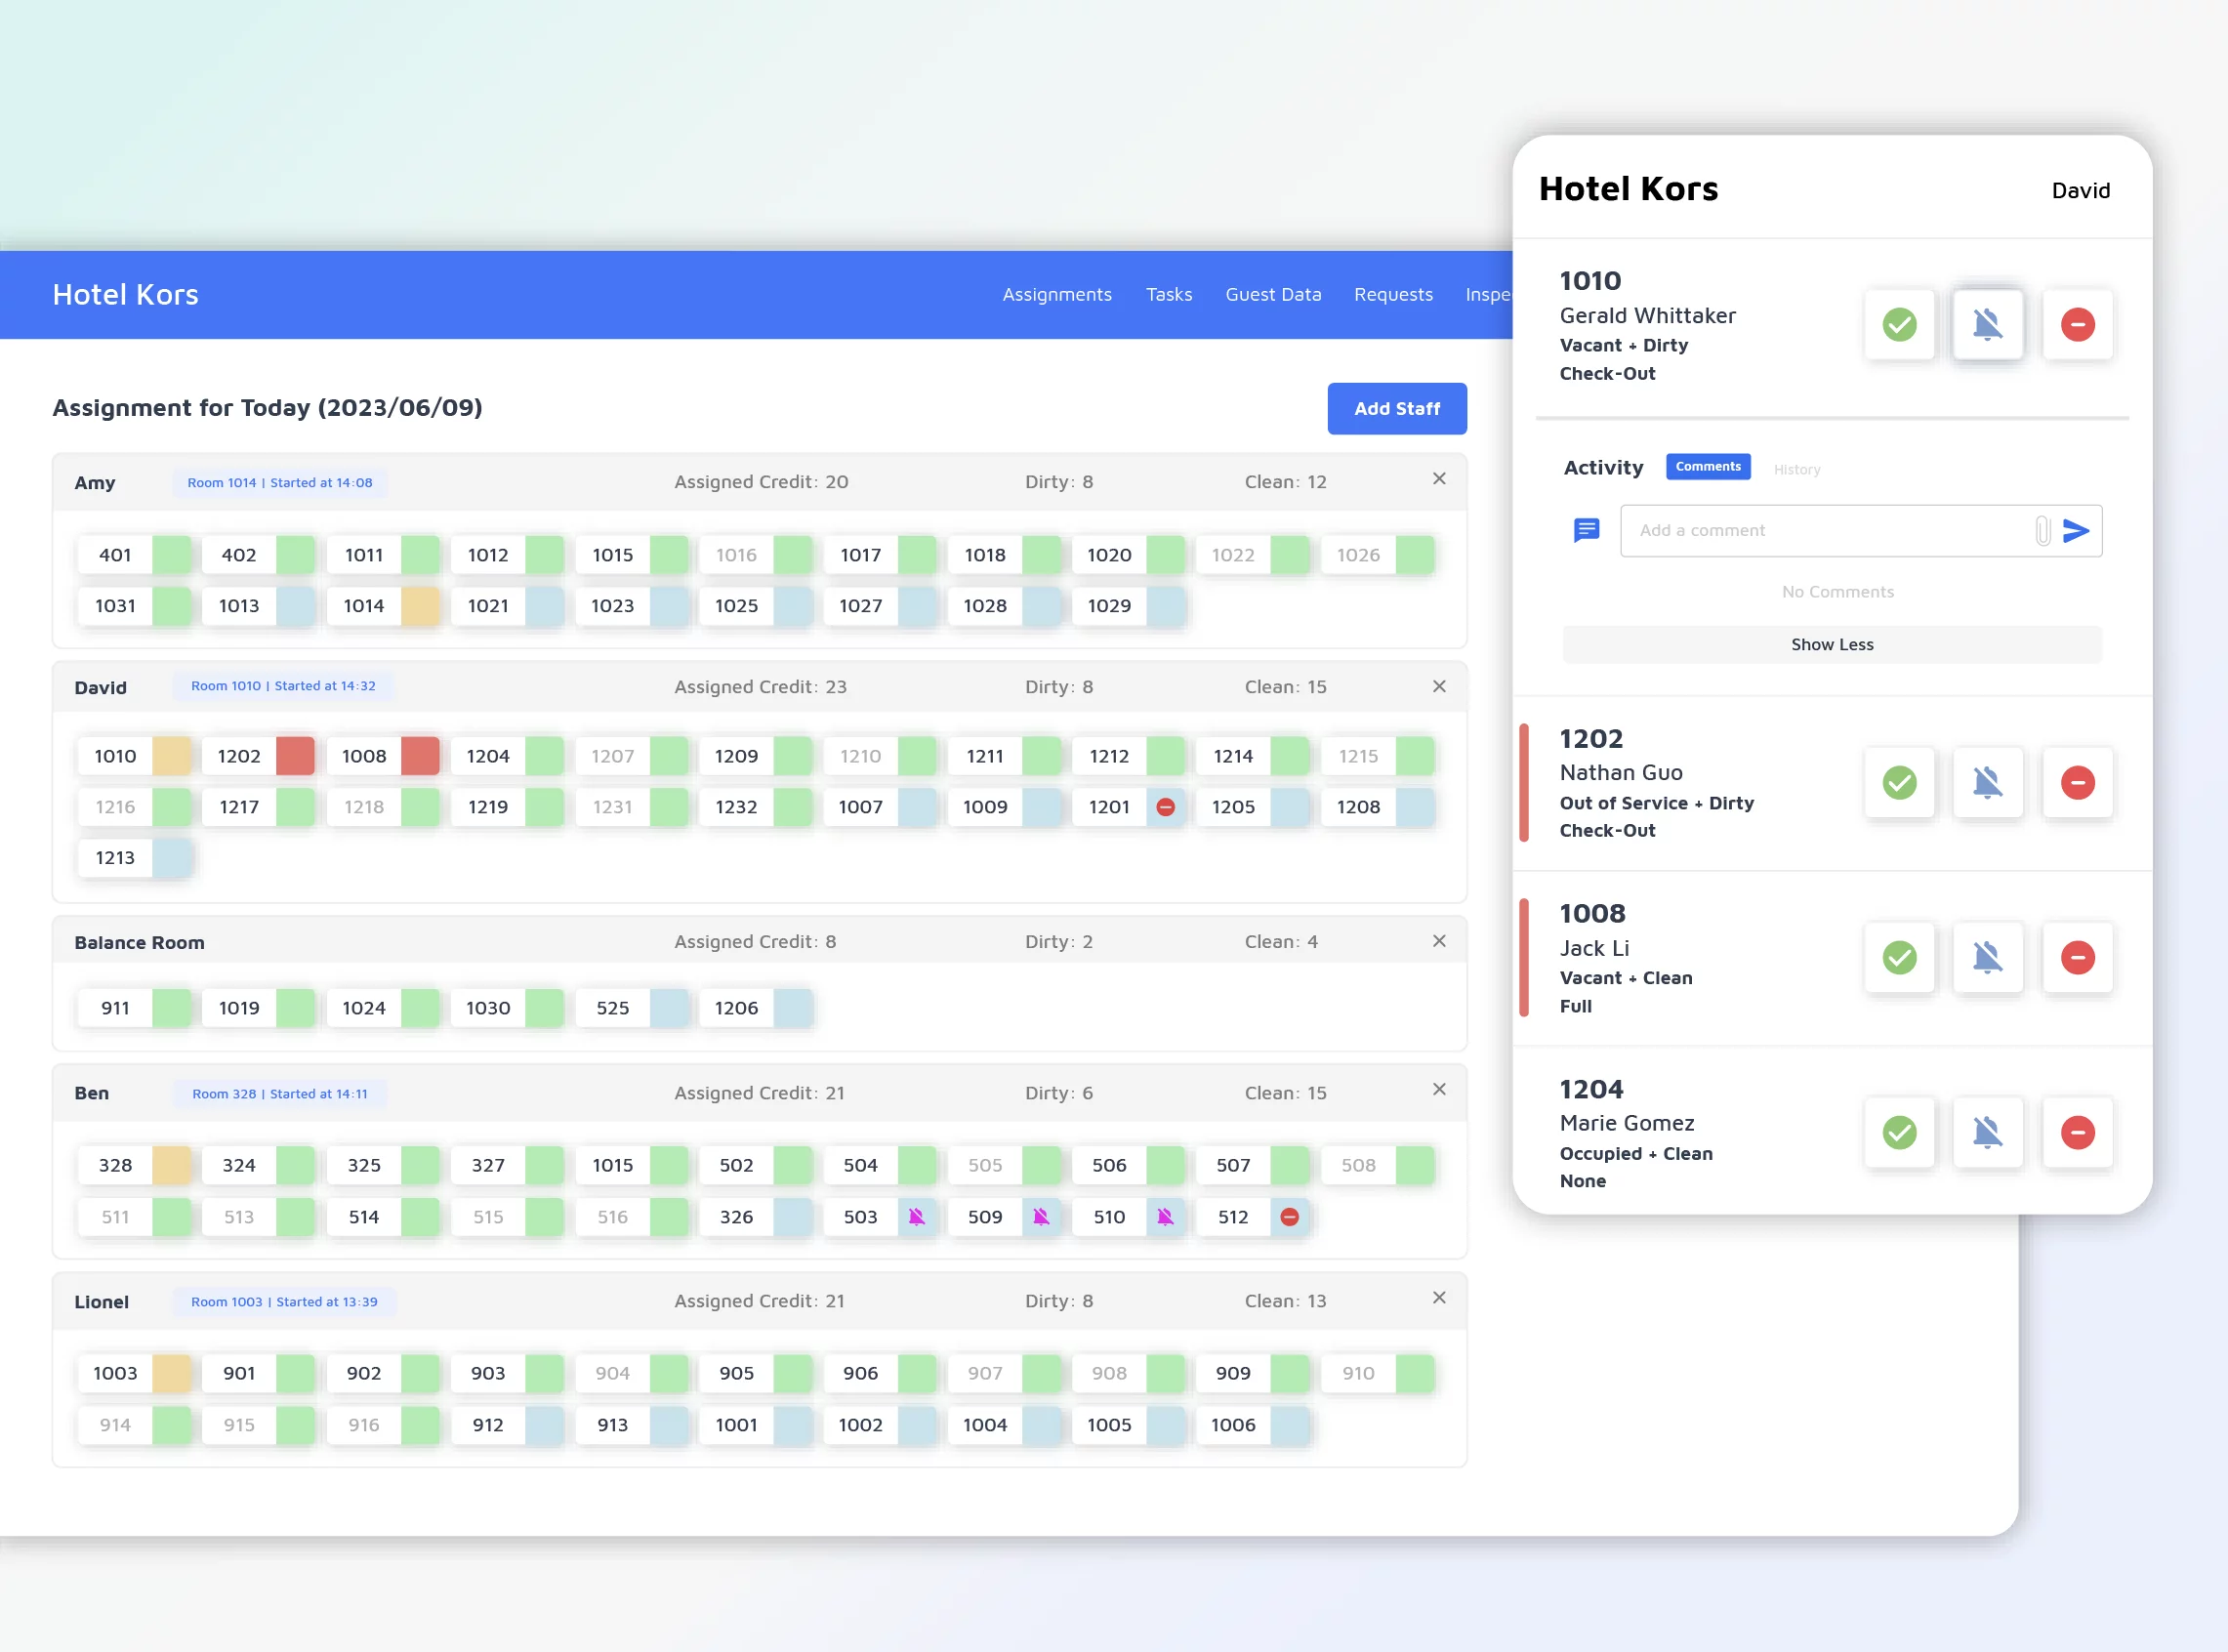 Hotel Kors
Assignments Tasks Guest Data Requests Inspe
Assignment for Today (2023/06/09)
Add Staff
Amy Room 1014 | Started at 14:08 Assigned Credit: 20 Dirty: 8 Clean: 12
401 402 1011 1012 1015 1016 1017 1018 1020 1022 1026
1031 1013 1014 1021 1023 1025 1027 1028 1029
David Room 1010 | Started at 14:32 Assigned Credit: 23 Dirty: 8 Clean: 15
1010 1202 1008 1204 1207 1209 1210 1211 1212 1214 1215
1216 1217 1218 1219 1231 1232 1007 1009 1201 1205 1208
1213
Balance Room Assigned Credit: 8 Dirty: 2 Clean: 4
911 1019 1024 1030 525 1206
Ben Room 328 | Started at 14:11 Assigned Credit: 21 Dirty: 6 Clean: 15
328 324 325 327 1015 502 504 505 506 507 508
511 513 514 515 516 326 503 509 510 512
Lionel Room 1003 | Started at 13:39 Assigned Credit: 21 Dirty: 8 Clean: 13
1003 901 902 903 904 905 906 907 908 909 910
914 915 916 912 913 1001 1002 1004 1005 1006
Hotel Kors David
1010
Gerald Whittaker
Vacant + Dirty
Check-Out
Activity Comments History
Add a comment
No Comments
Show Less
1202
Nathan Guo
Out of Service + Dirty
Check-Out
1008
Jack Li
Vacant + Clean
Full
1204
Marie Gomez
Occupied + Clean
None